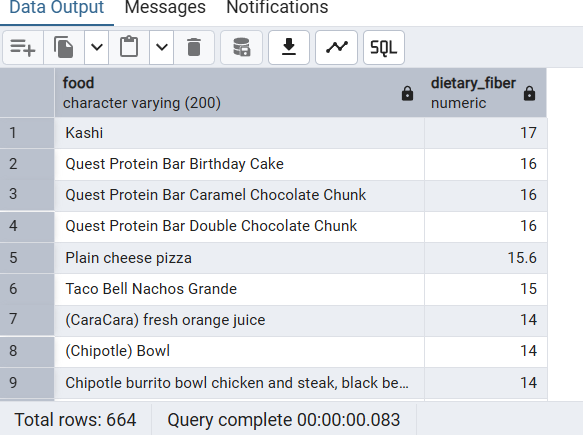 Data Output Messages Notifications
SQL
food dietary_fiber
character varying (200) numeric
1 Kashi 17
2 Quest Protein Bar Birthday Cake 16
3 Quest Protein Bar Caramel Chocolate Chunk 16
4 Quest Protein Bar Double Chocolate Chunk 16
5 Plain cheese pizza 15.6
6 Taco Bell Nachos Grande 15
7 (CaraCara) fresh orange juice 14
8 (Chipotle) Bowl 14
9 Chipotle burrito bowl chicken and steak, black be... 14
Total rows: 664 Query complete 00:00:00.083